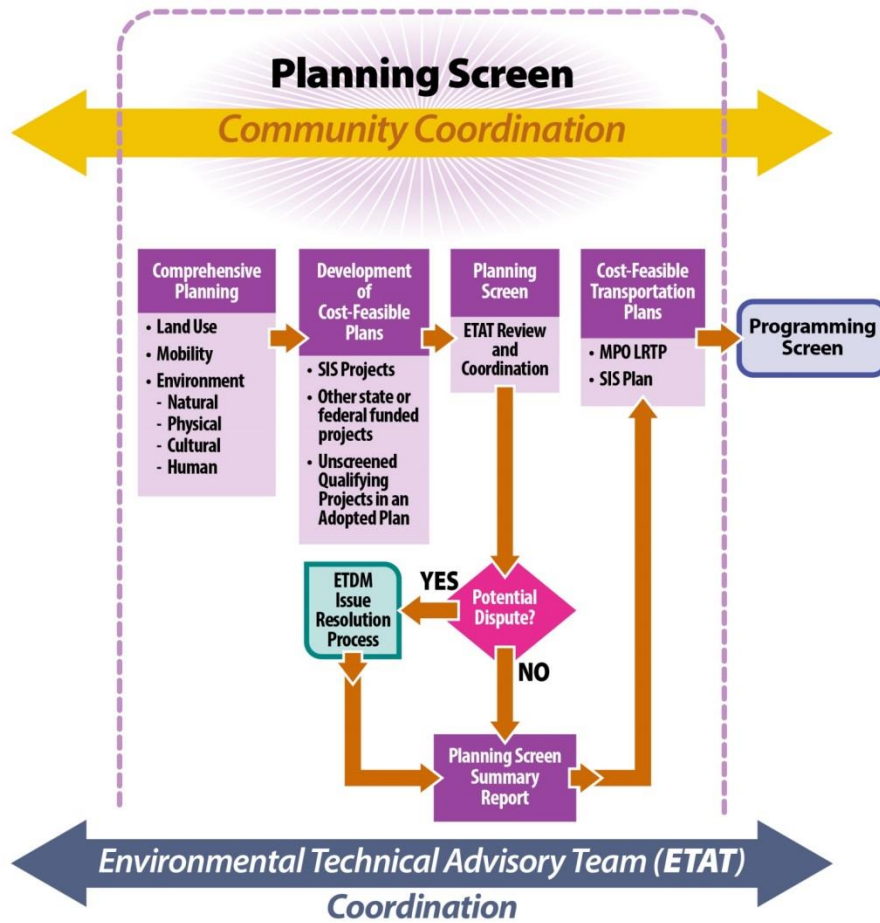 Planning Screen
Community Coordination
Comprehensive
Planning
• Land Use
• Mobility
• Environment
- Natural
- Physical
- Cultural
- Human
Development
of
Cost-Feasible
Plans
• SIS Projects
• Other state or
federal funded
projects
• Unscreened
Qualifying
Projects in an
Adopted Plan
Planning
Screen
ETAT Review
and
Coordination
Cost-Feasible
Transportation
Plans
• MPO LRTP
• SIS Plan
Programming
Screen
Potential
Dispute?
YES
ETDM
Issue
Resolution
Process
NO
Planning Screen
Summary
Report
Environmental Technical Advisory Team (ETAT)
Coordination